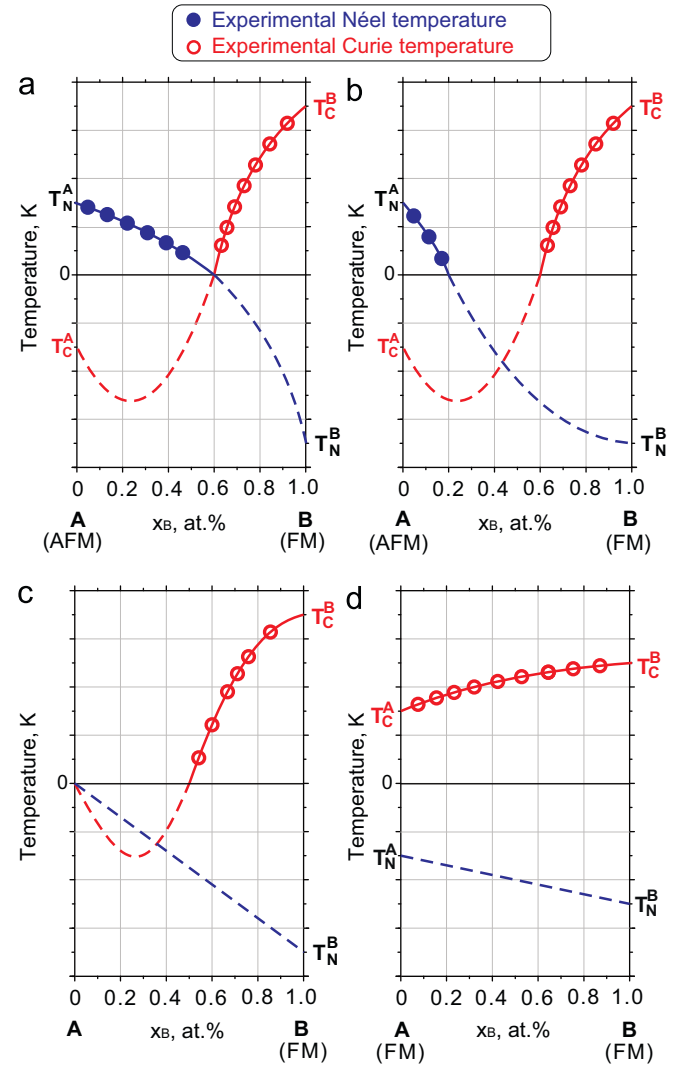 Experimental Néel temperature
Experimental Curie temperature
a
Temperature, K
T_N^A
0
T_C^A
T_C^B
T_N^B
0 0.2 0.4 0.6 0.8 1.0
A x_B, at.% B
(AFM) (FM)
b
Temperature, K
T_N^A
0
T_C^A
T_C^B
T_N^B
0 0.2 0.4 0.6 0.8 1.0
A x_B, at.% B
(AFM) (FM)
c
Temperature, K
0
T_C^B
T_N^B
0 0.2 0.4 0.6 0.8 1.0
A x_B, at.% B
(FM)
d
Temperature, K
T_C^A
0
T_N^A
T_C^B
T_N^B
0 0.2 0.4 0.6 0.8 1.0
A x_B, at.% B
(FM) (FM)